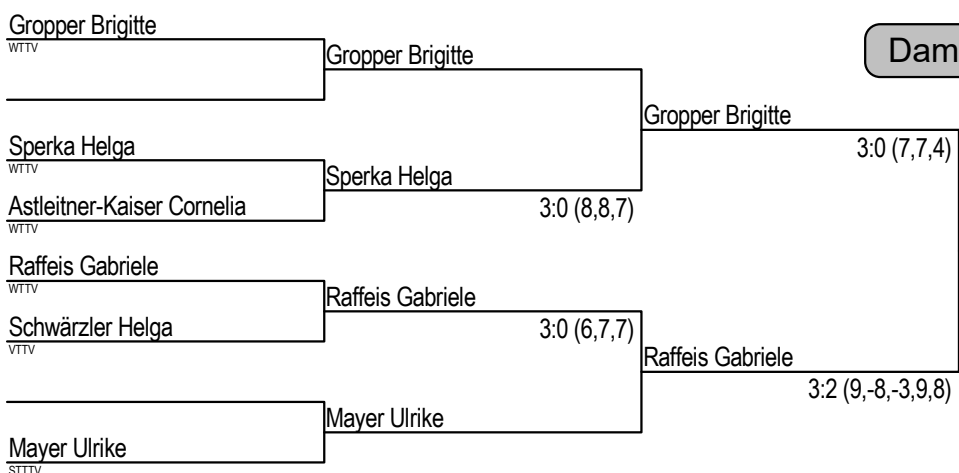 Gropper Brigitte
WTTV
Gropper Brigitte
Dam
Gropper Brigitte
3:0 (7,7,4)
Sperka Helga
WTTV
Sperka Helga
3:0 (8,8,7)
Astleitner-Kaiser Cornelia
WTTV
Raffeis Gabriele
WTTV
Raffeis Gabriele
3:0 (6,7,7)
Schwärzler Helga
VTTV
Raffeis Gabriele
3:2 (9,-8,-3,9,8)
Mayer Ulrike
Mayer Ulrike
STTTV